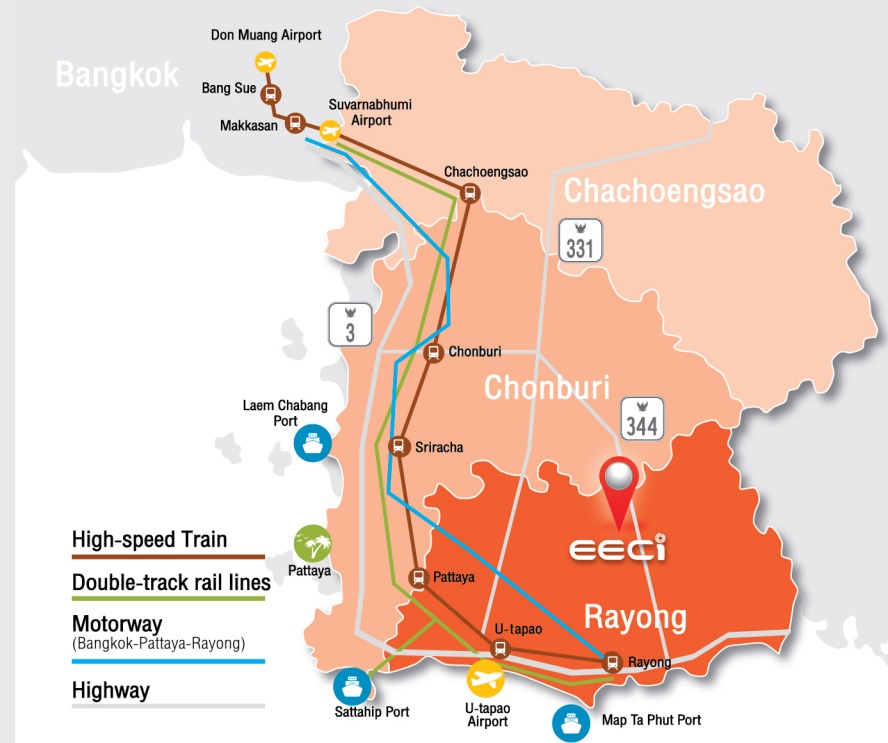 Don Muang Airport
Bangkok
Bang Sue
Suvarnabhumi
Airport
Makkasan
Chachoengsao
Chachoengsao
331
3
Chonburi
Chonburi
Laem Chabang
Port
344
Sriracha
High-speed Train
EECi
Double-track rail lines
Pattaya
Pattaya
Motorway
(Bangkok-Pattaya-Rayong)
Rayong
U-tapao
Rayong
Highway
Sattahip Port
U-tapao
Airport
Map Ta Phut Port